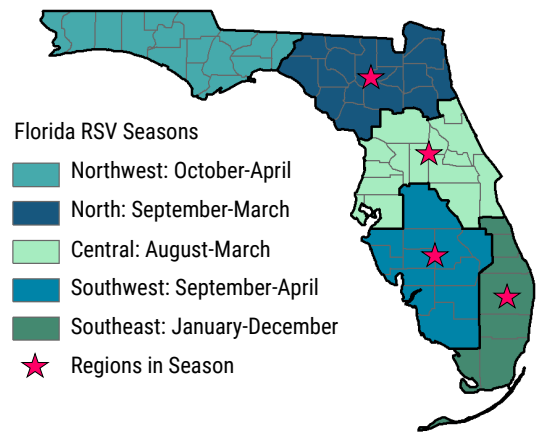 Florida RSV Seasons
Northwest: October-April
North: September-March
Central: August-March
Southwest: September-April
Southeast: January-December
Regions in Season